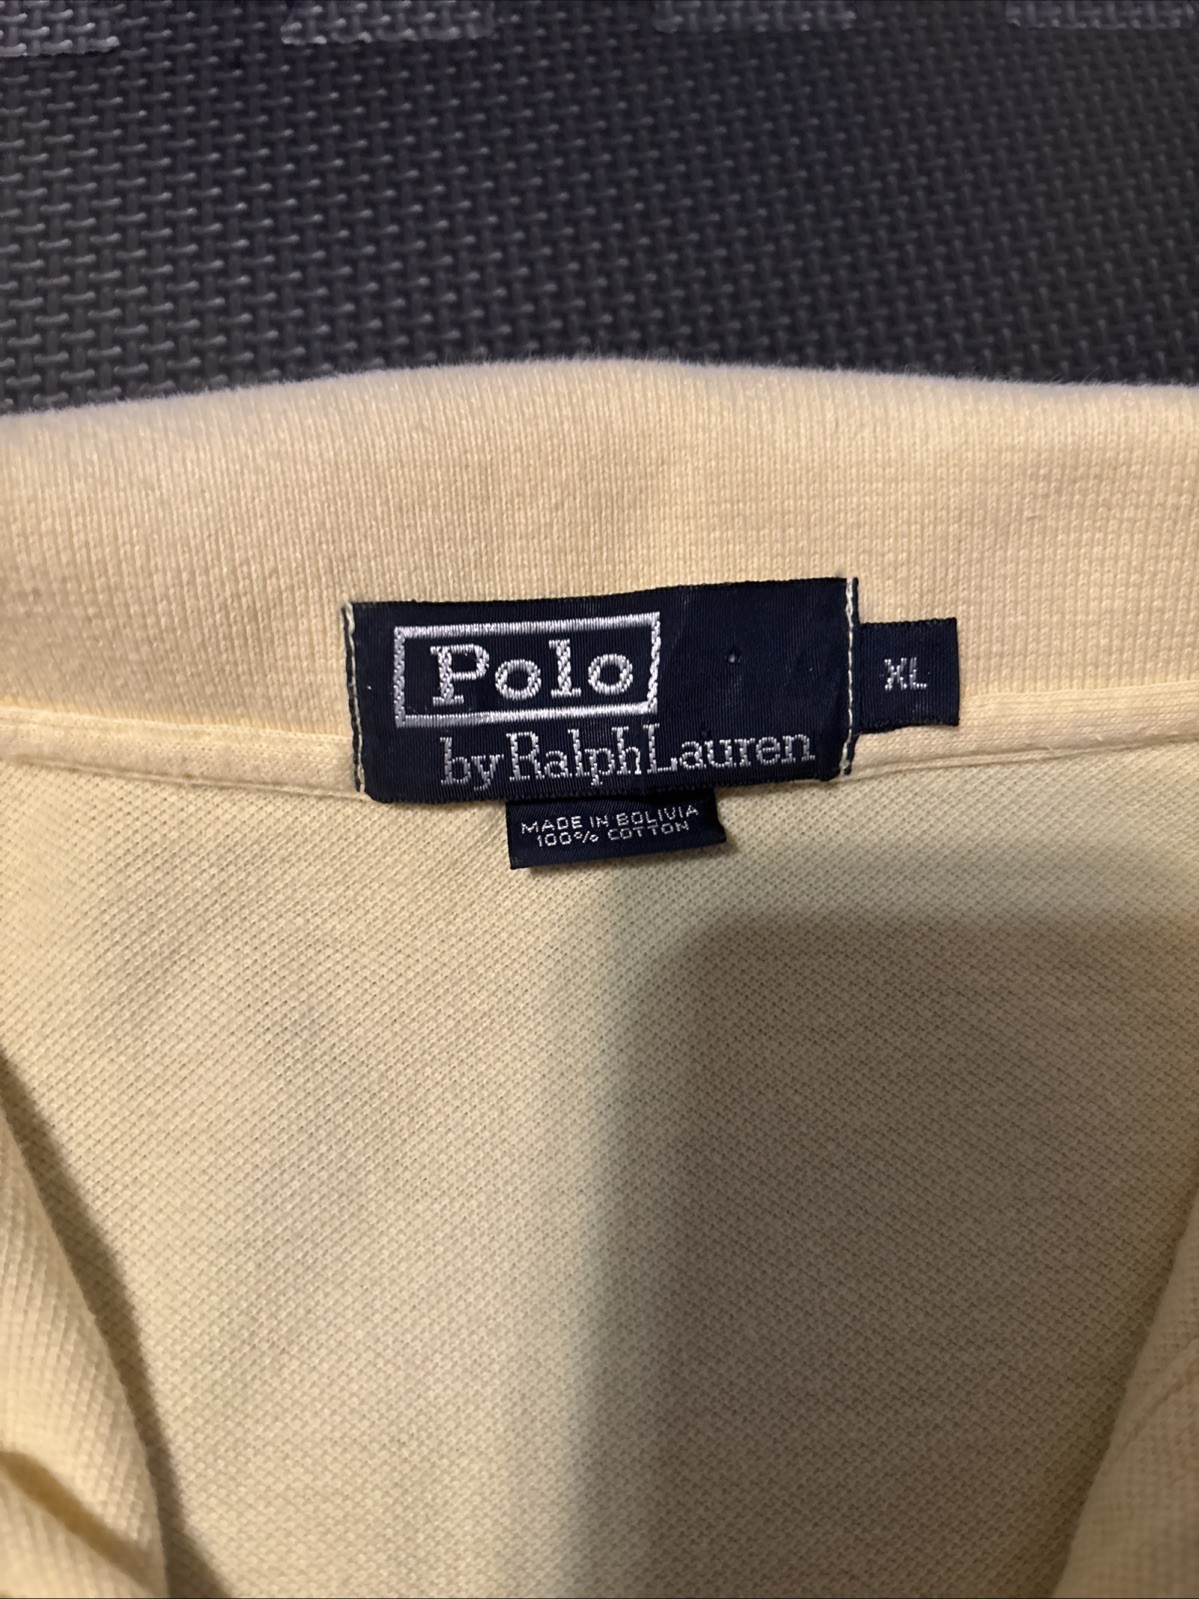 Polo
by Ralph Lauren
XL
MADE IN BOLIVIA
100% COTTON